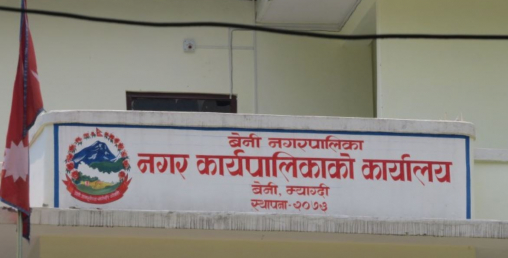 बेनी नगरपालिका
नगर कार्यपालिकाको कार्यालय
बेनी, म्याग्दी
स्थापना-२०७३